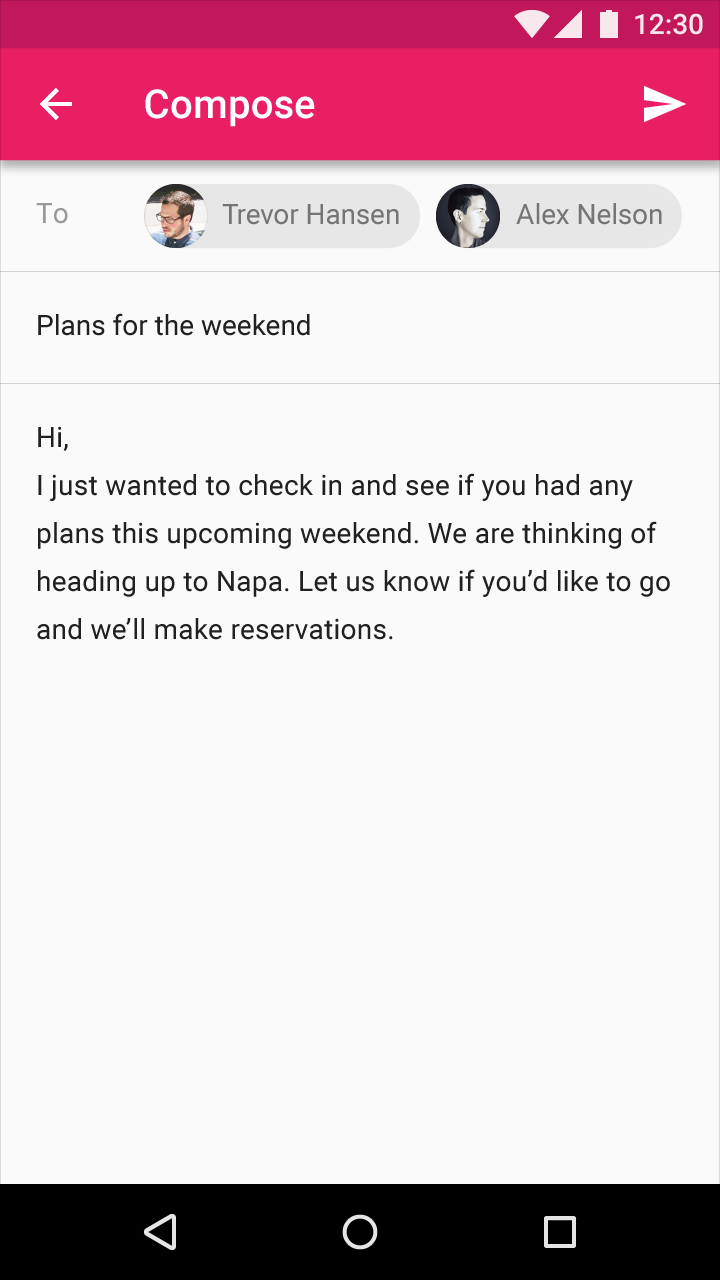 12:30
Compose
To Trevor Hansen Alex Nelson
Plans for the weekend
Hi,
I just wanted to check in and see if you had any
plans this upcoming weekend. We are thinking of
heading up to Napa. Let us know if you’d like to go
and we’ll make reservations.